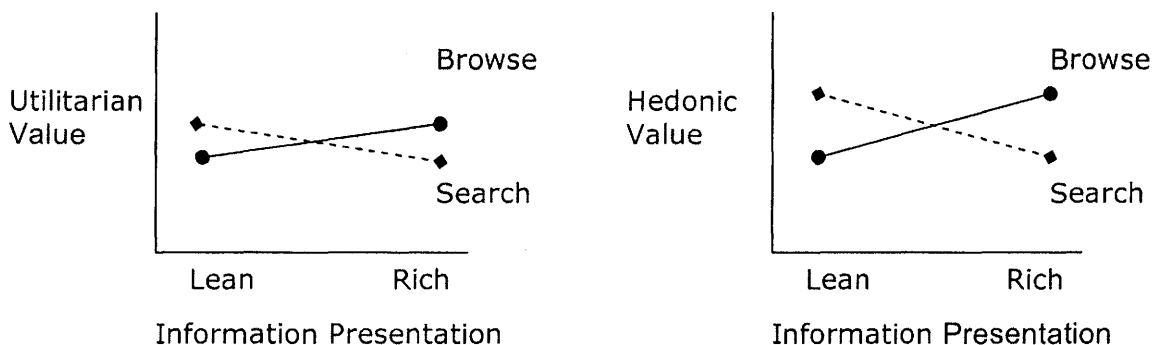 Utilitarian
Value
Browse
Search
Lean
Rich
Information Presentation
Hedonic
Value
Browse
Search
Lean
Rich
Information Presentation